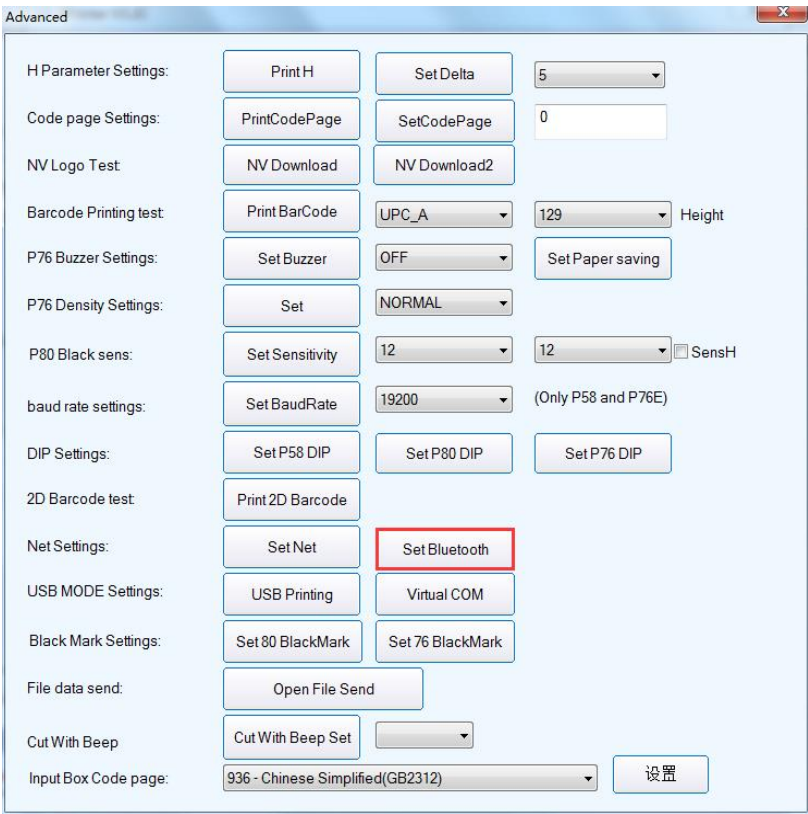 Advanced
H Parameter Settings: Print H Set Delta 5
Code page Settings: PrintCodePage SetCodePage 0
NV Logo Test: NV Download NV Download2
Barcode Printing test: Print BarCode UPC_A 129 Height
P76 Buzzer Settings: Set Buzzer OFF Set Paper saving
P76 Density Settings: Set NORMAL
P80 Black sens: Set Sensitivity 12 12 SensH
baud rate settings: Set BaudRate 19200 (Only P58 and P76E)
DIP Settings: Set P58 DIP Set P80 DIP Set P76 DIP
2D Barcode test: Print 2D Barcode
Net Settings: Set Net Set Bluetooth
USB MODE Settings: USB Printing Virtual COM
Black Mark Settings: Set 80 BlackMark Set 76 BlackMark
File data send: Open File Send
Cut With Beep Cut With Beep Set
Input Box Code page: 936 - Chinese Simplified(GB2312) 设置